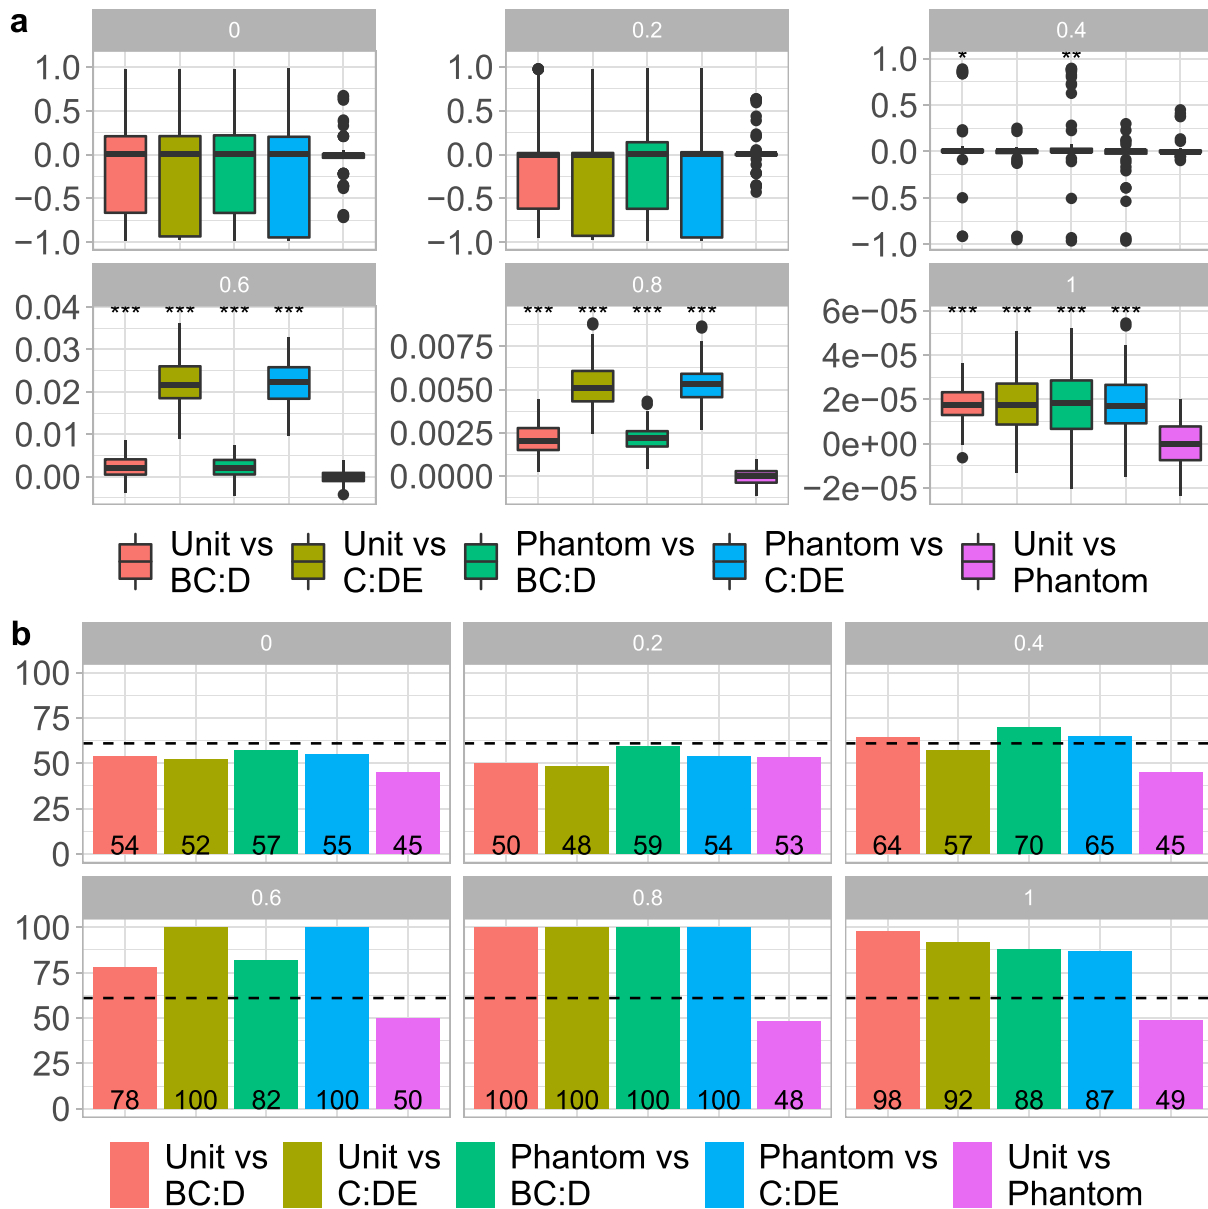 a
0 0.2 0.4
1.0 1.0 1.0
0.5 0.5 0.5
0.0 0.0 0.0
−0.5 −0.5 −0.5
−1.0 −1.0 −1.0
* **
0.6 0.8 1
*** *** *** *** *** *** *** *** *** *** *** ***
0.04
0.03
0.02
0.01
0.00
0.0075
0.0050
0.0025
0.0000
6e−05
4e−05
2e−05
0e+00
−2e−05
Unit vs Unit vs Phantom vs Phantom vs Unit vs
BC:D C:DE BC:D C:DE Phantom
b
0 0.2 0.4
100
75
50
25
0
54 52 57 55 45 50 48 59 54 53 64 57 70 65 45
0.6 0.8 1
100
75
50
25
0
78 100 82 100 50 100 100 100 100 48 98 92 88 87 49
Unit vs Unit vs Phantom vs Phantom vs Unit vs
BC:D C:DE BC:D C:DE Phantom